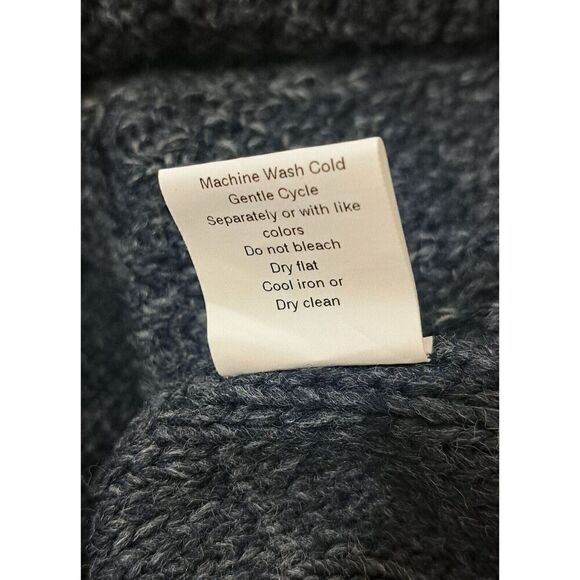 Machine Wash Cold
Gentle Cycle
Separately or with like
colors
Do not bleach
Dry flat
Cool iron or
Dry clean